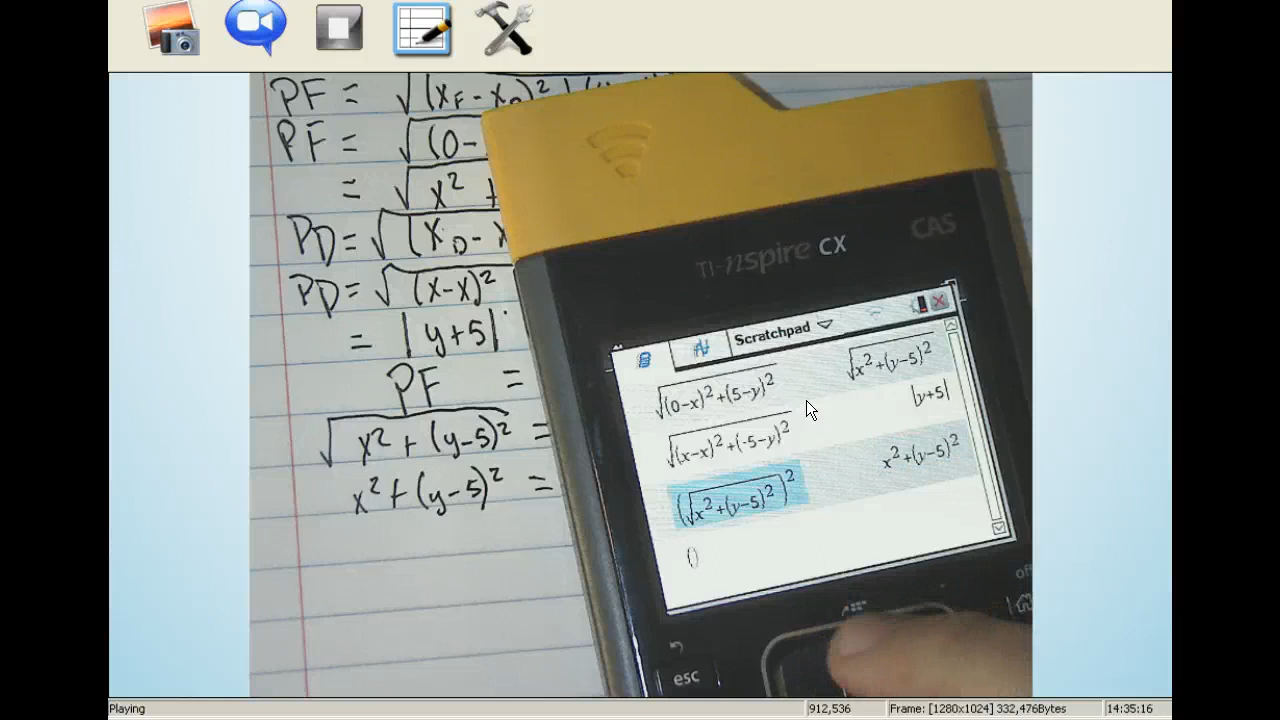 PF = √(x_F - x_
PF = √(0-
= √x² +
PD = √(x_D - x
PD = √(x-x)²
= |y+5|
PF =
√x² + (y-5)² =
x² + (y-5)² =
TI-nspire CX CAS
Scratchpad
√(0-x)²+(5-y)² √x²+(y-5)²
√(x-x)²+(-5-y)² |y+5|
(√x²+(y-5)²)² x²+(y-5)²
()
off
esc
Playing 912,536 Frame: [1280x1024] 332,476Bytes 14:35:16